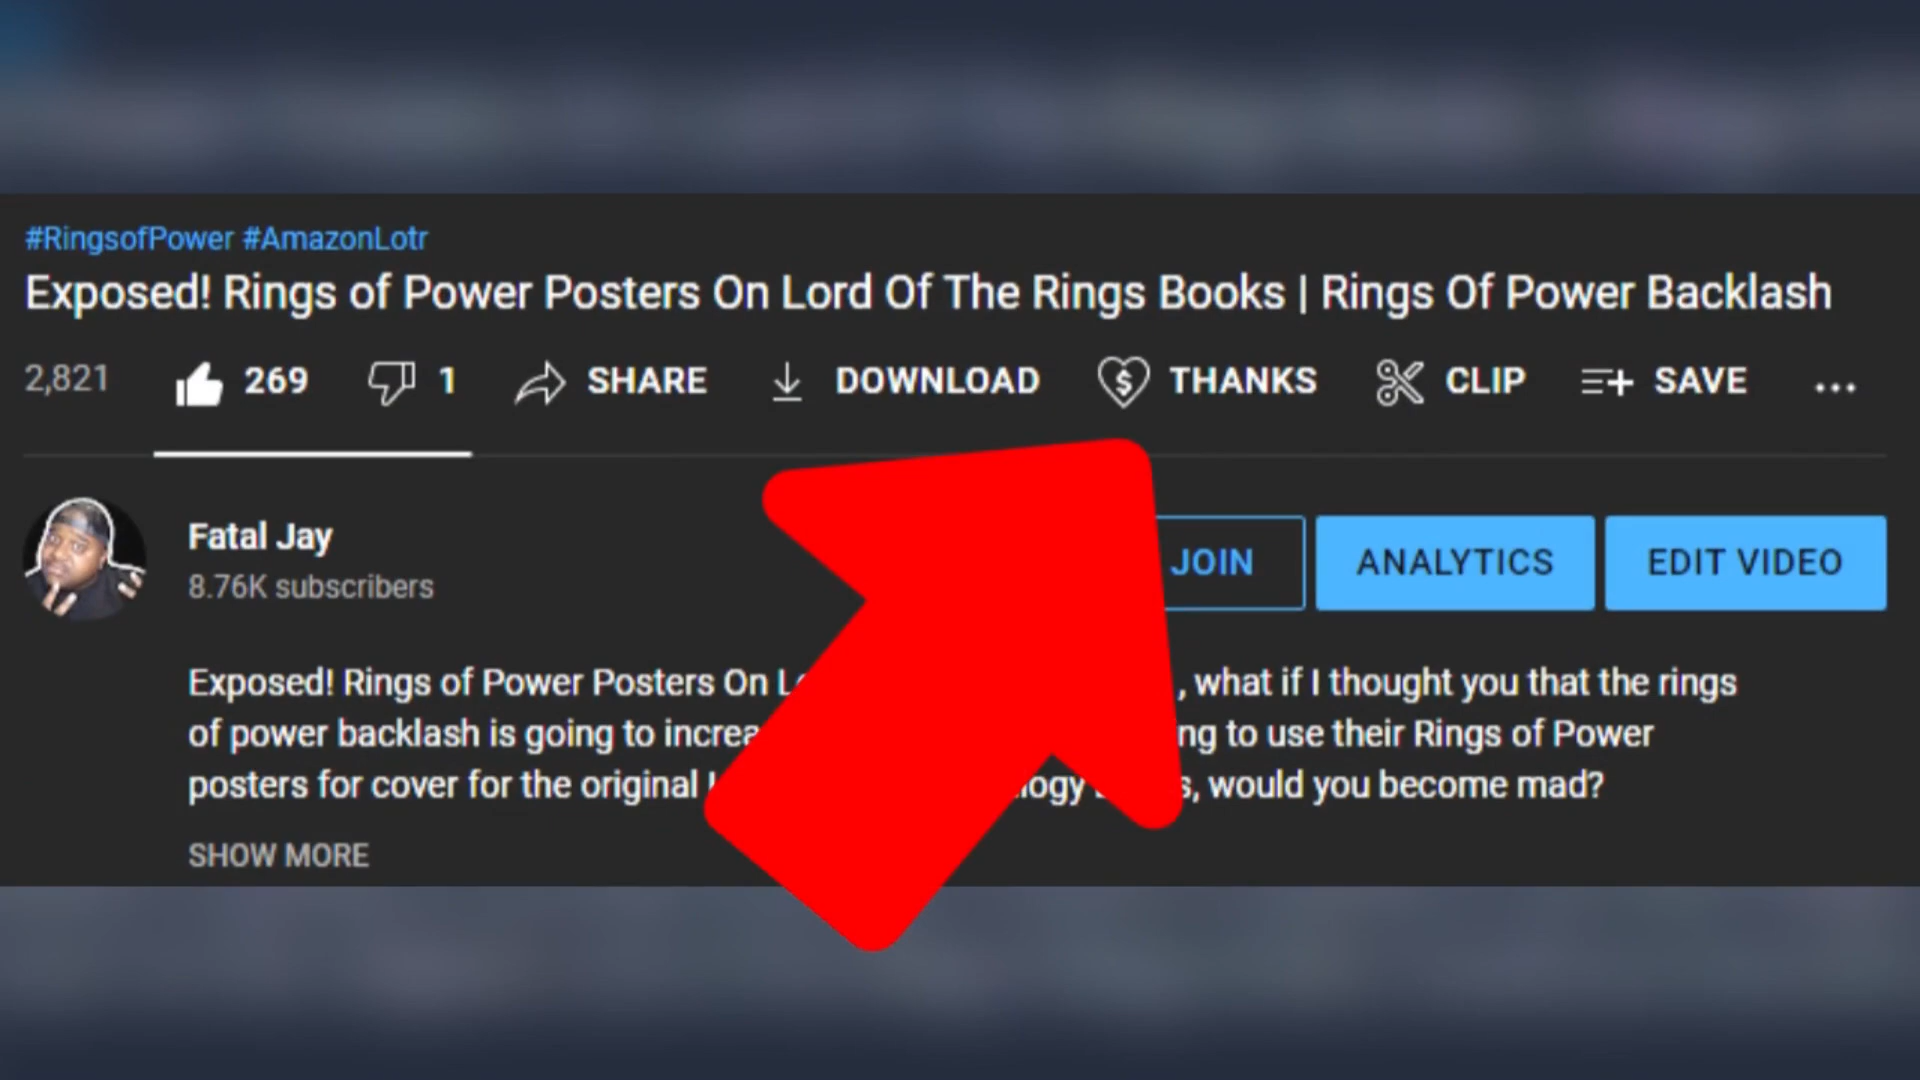 #RingsofPower #AmazonLotr
Exposed! Rings of Power Posters On Lord Of The Rings Books | Rings Of Power Backlash
2,821 269 1 SHARE DOWNLOAD THANKS CLIP SAVE ...
Fatal Jay
8.76K subscribers
JOIN ANALYTICS EDIT VIDEO
Exposed! Rings of Power Posters On , what if I thought you that the rings
of power backlash is going to to use their Rings of Power
posters for cover for the original would you become mad?
SHOW MORE